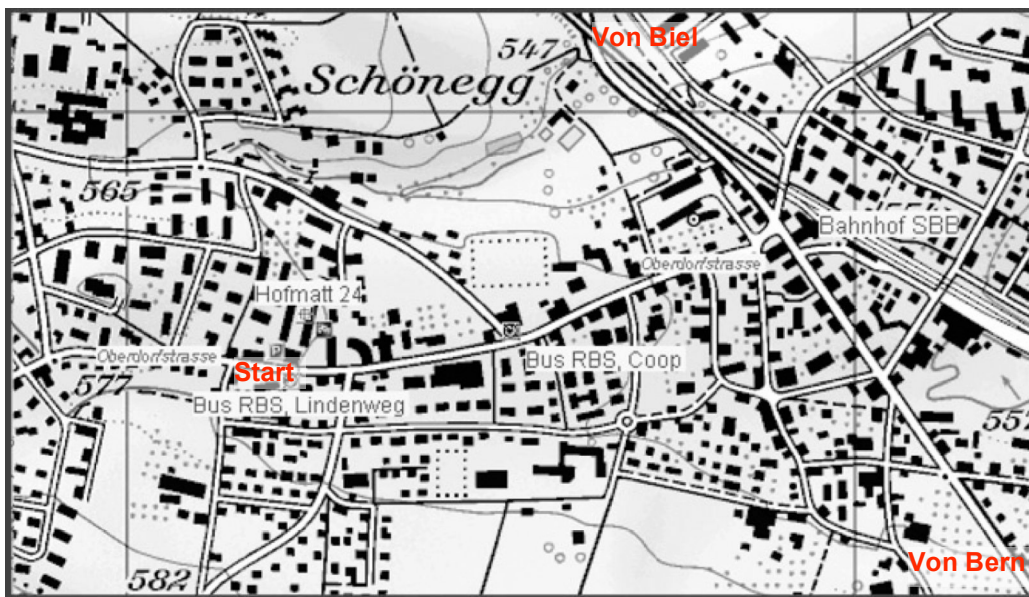 Von Biel
547
Schönegg
565
Bahnhof SBB
Oberdorfstrasse
Hofmatt 24
Oberdorfstrasse
Bus RBS, Coop
Start
577
Bus RBS, Lindenweg
582
Von Bern